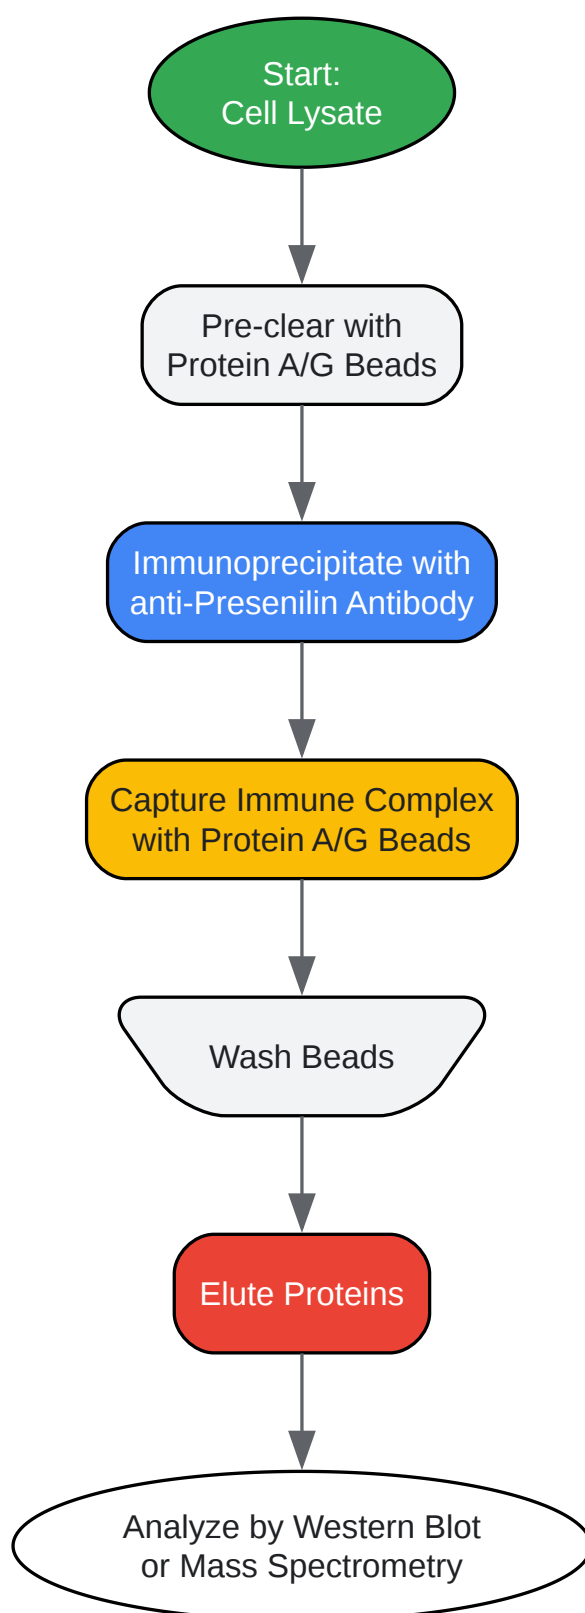 Start:
Cell Lysate
Pre-clear with
Protein A/G Beads
Immunoprecipitate with
anti-Presenilin Antibody
Capture Immune Complex
with Protein A/G Beads
Wash Beads
Elute Proteins
Analyze by Western Blot
or Mass Spectrometry